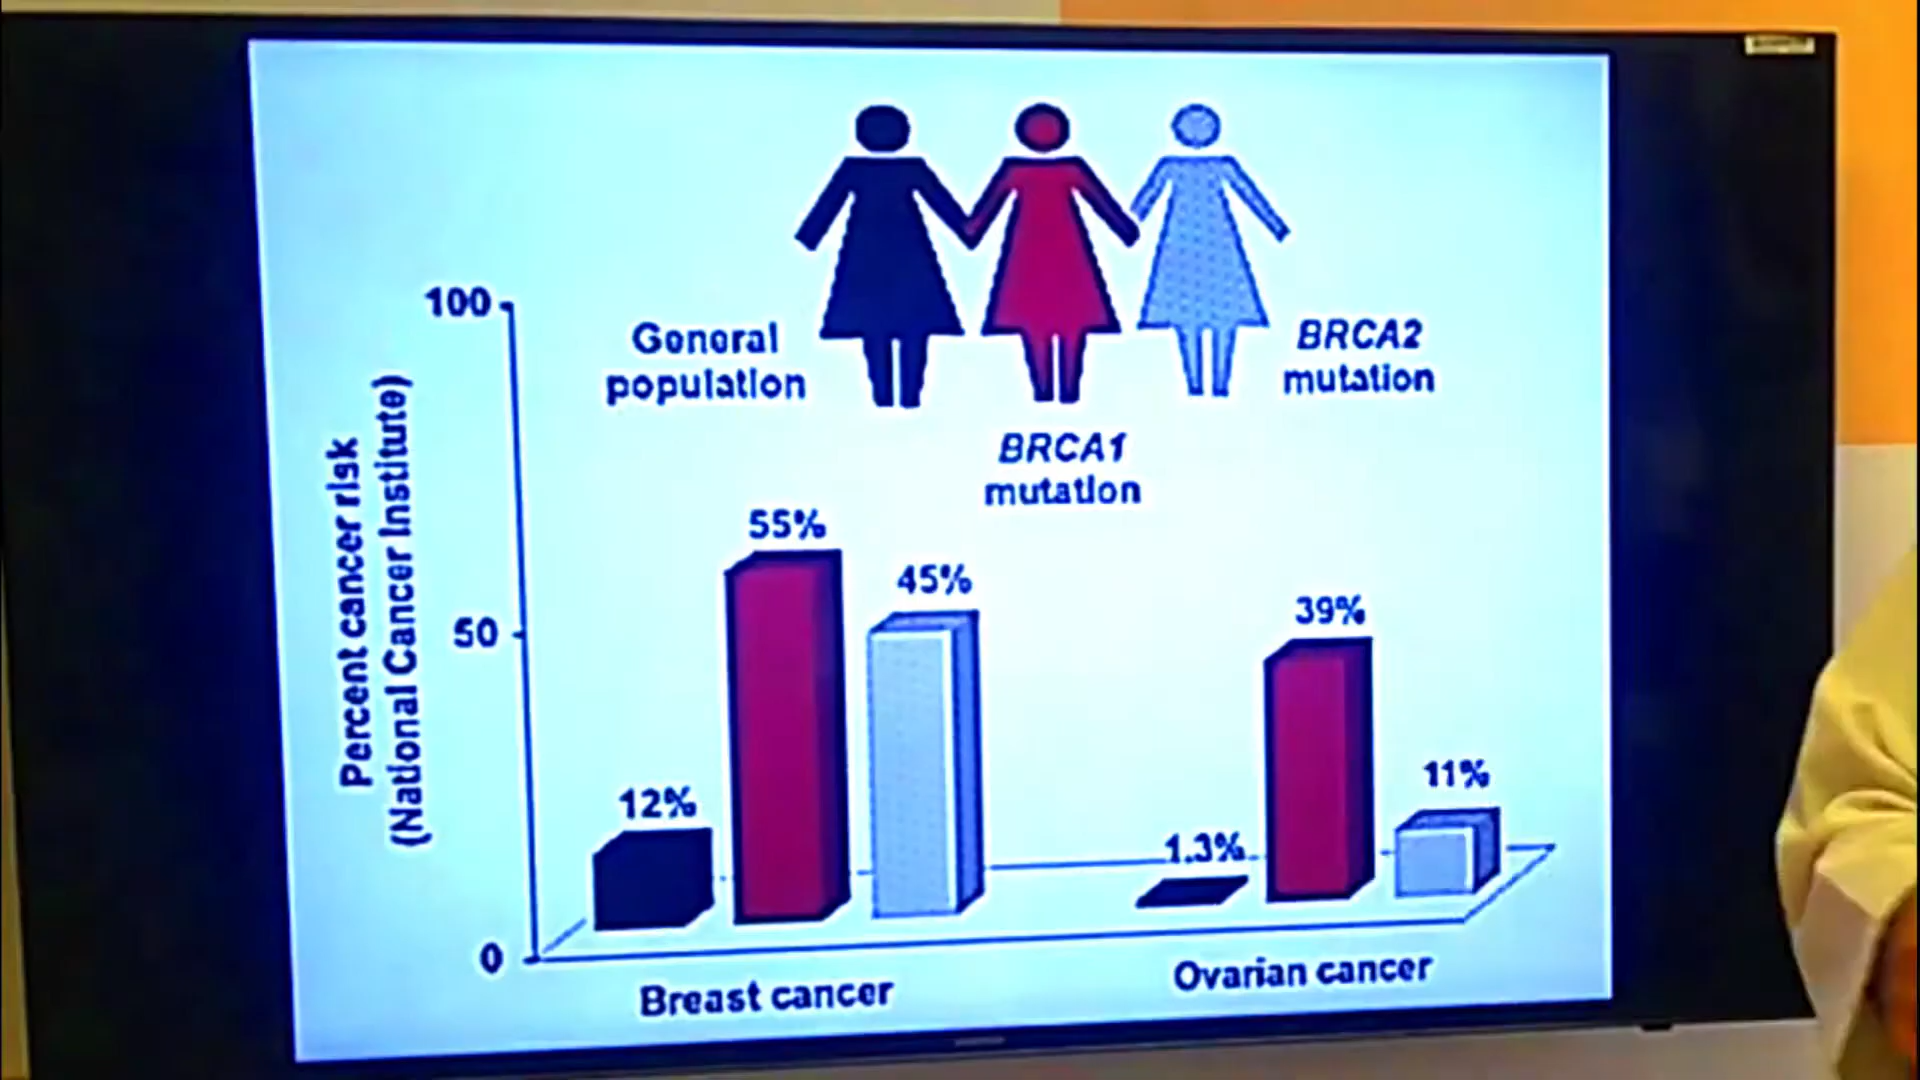 100
General
population
BRCA2
mutation
BRCA1
mutation
Percent cancer risk
(National Cancer Institute)
55%
45%
39%
50
12%
11%
1.3%
0
Breast cancer
Ovarian cancer